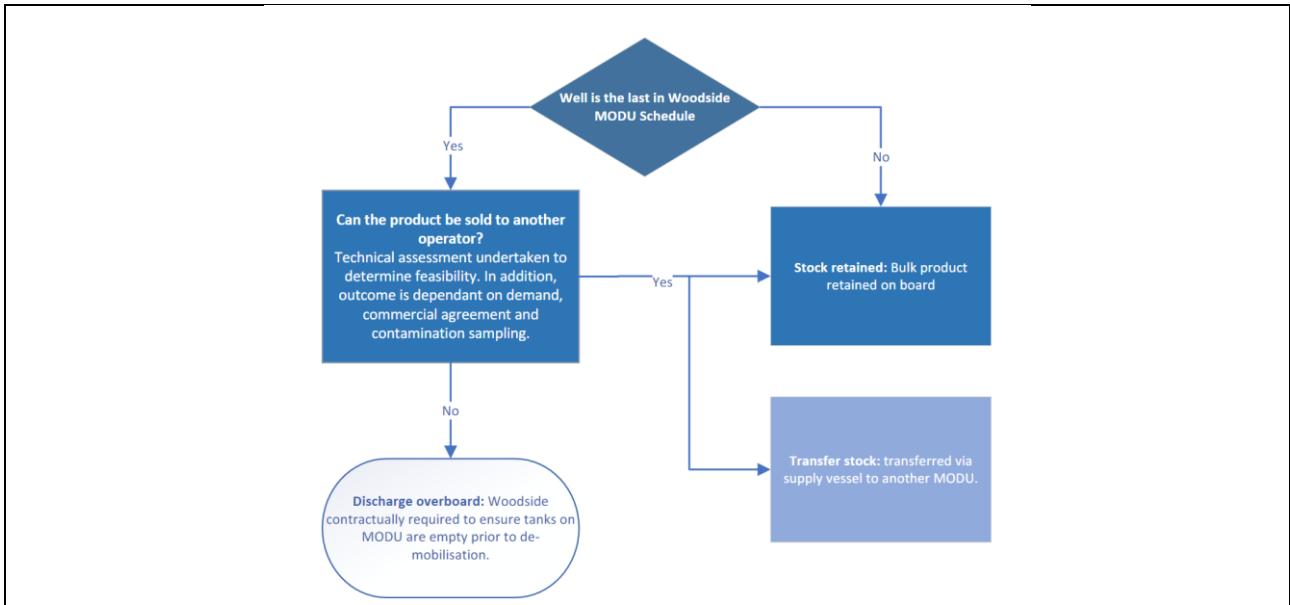 Well is the last in Woodside
MODU Schedule
Yes
No
Can the product be sold to another
operator?
Technical assessment undertaken to
determine feasibility. In addition,
outcome is dependant on demand,
commercial agreement and
contamination sampling.
Yes
Stock retained: Bulk product
retained on board
No
Transfer stock: transferred via
supply vessel to another MODU.
Discharge overboard: Woodside
contractually required to ensure tanks on
MODU are empty prior to de-
mobilisation.